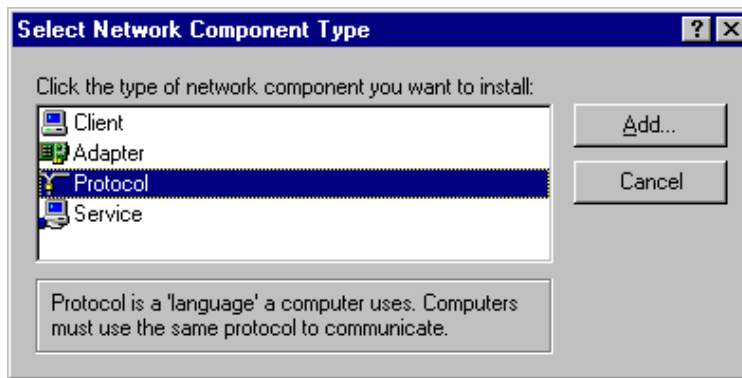 Select Network Component Type
Click the type of network component you want to install:
Client
Adapter
Protocol
Service
Add...
Cancel
Protocol is a 'language' a computer uses. Computers
must use the same protocol to communicate.